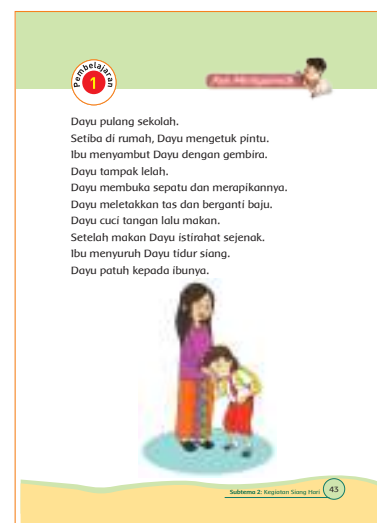 Pembelajaran
1
Dayu pulang sekolah.
Setiba di rumah, Dayu mengetuk pintu.
Ibu menyambut Dayu dengan gembira.
Dayu tampak lelah.
Dayu membuka sepatu dan merapikannya.
Dayu meletakkan tas dan berganti baju.
Dayu cuci tangan lalu makan.
Setelah makan Dayu istirahat sejenak.
Ibu menyuruh Dayu tidur siang.
Dayu patuh kepada ibunya.
Subtema 2: Kegiatan Siang Hari 43